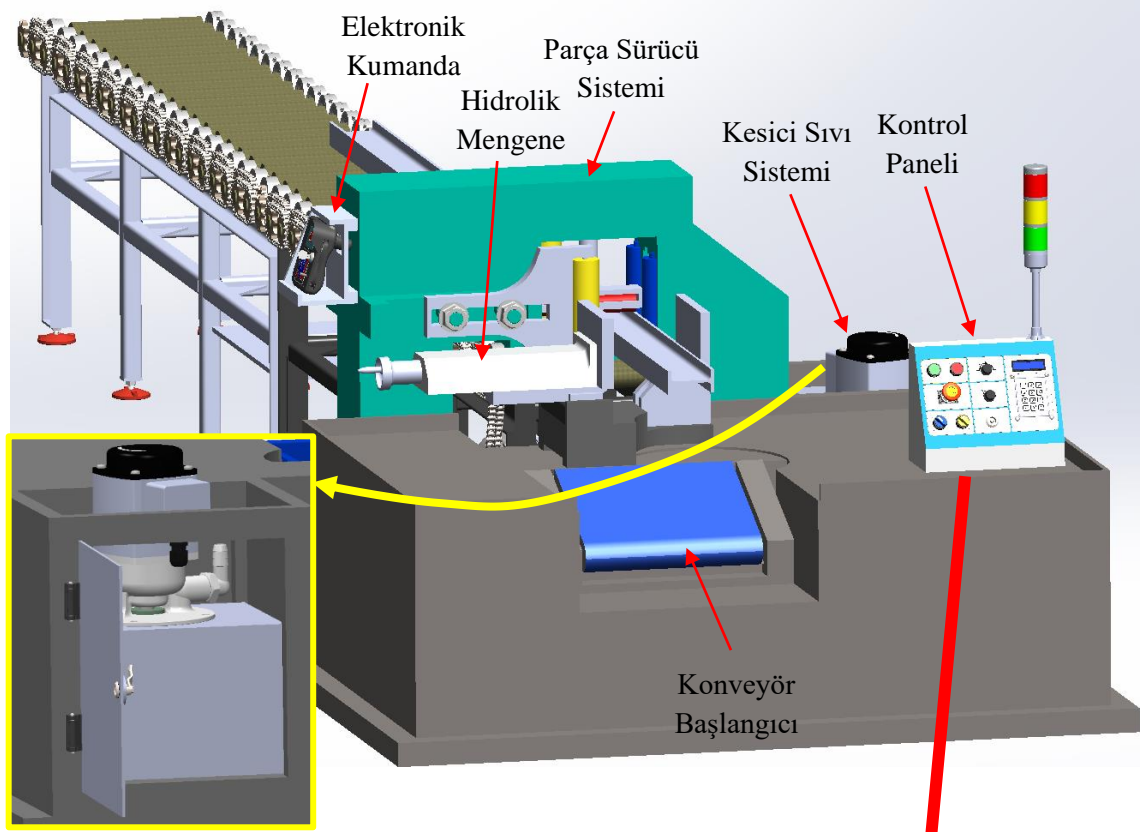 Elektronik
Kumanda
Hidrolik
Mengene
Parça Sürücü
Sistemi
Kesici Sıvı
Sistemi
Kontrol
Paneli
Konveyör
Başlangıcı